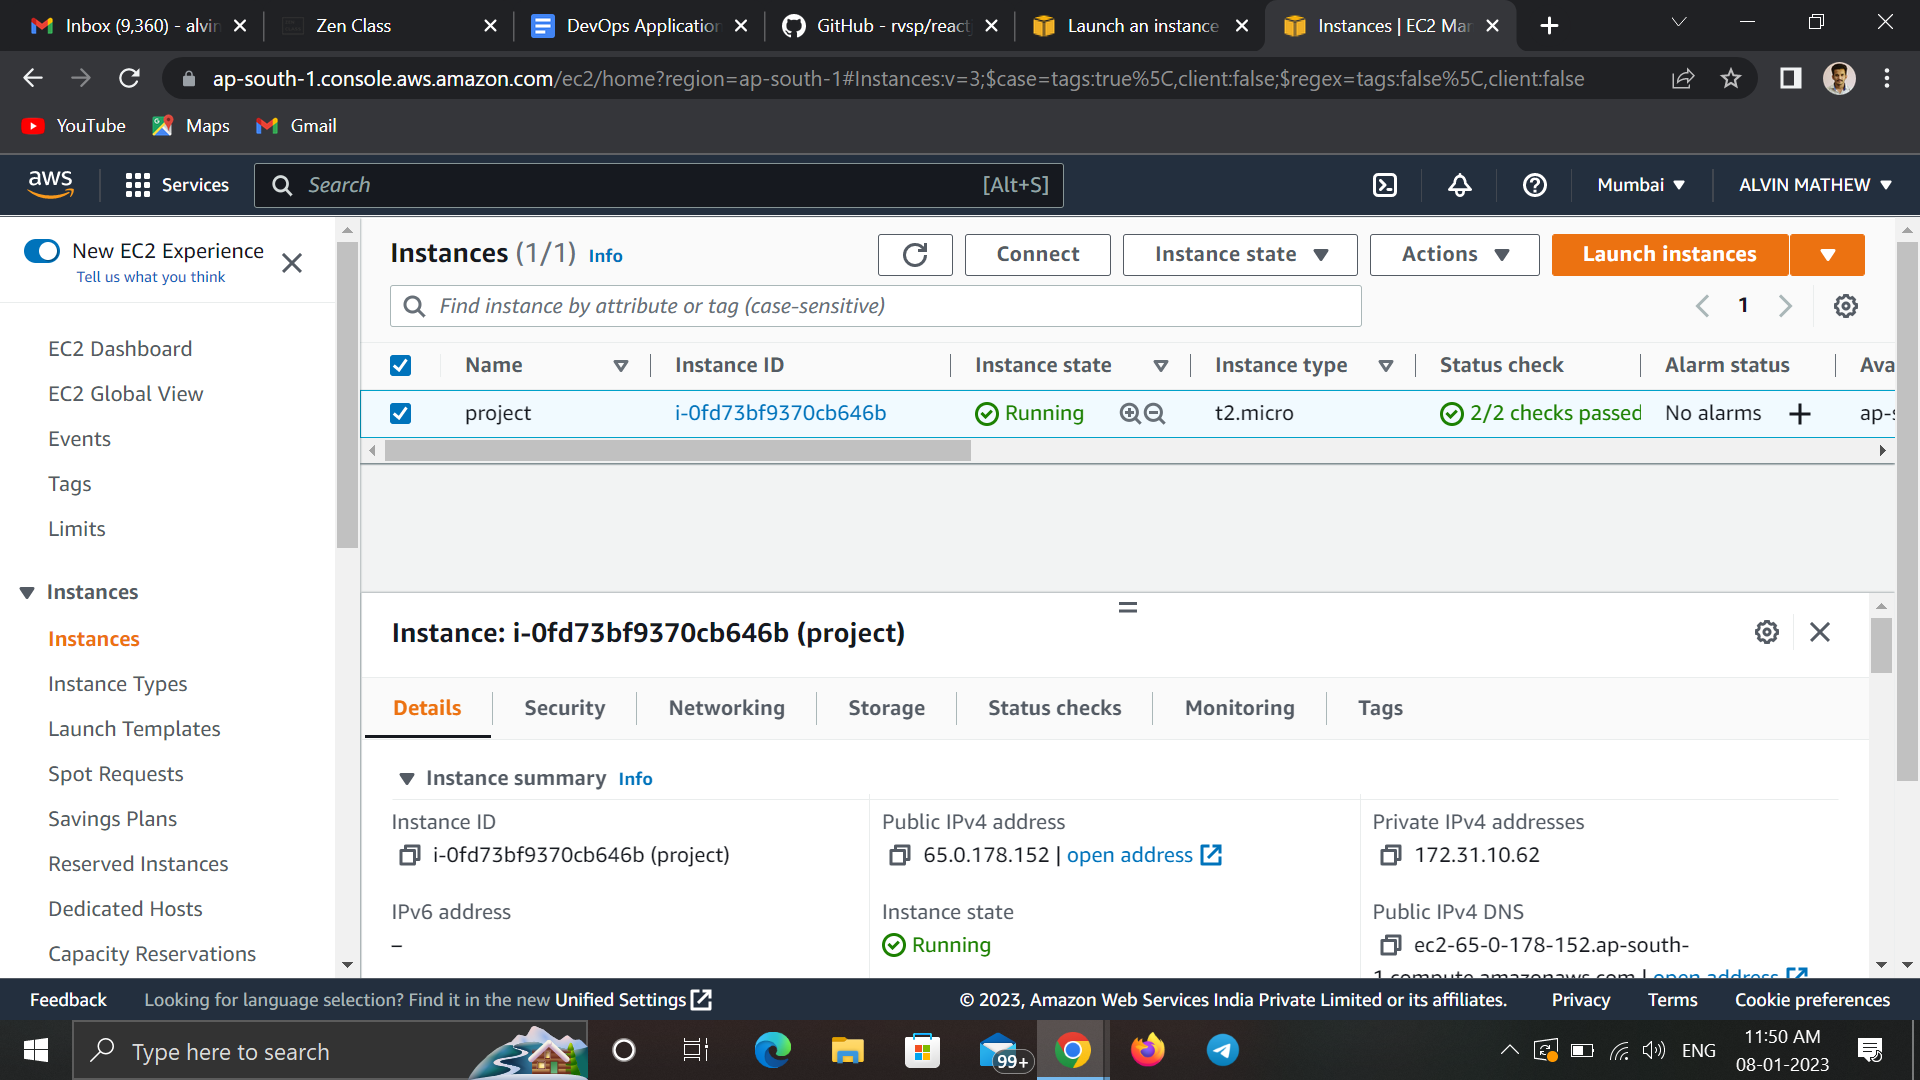 Inbox (9,360) - alvin
Zen Class
DevOps Application
GitHub - rvsp/reactj
Launch an instance
Instances | EC2 Man
ap-south-1.console.aws.amazon.com/ec2/home?region=ap-south-1#Instances:v=3;$case=tags:true%5C,client:false;$regex=tags:false%5C,client:false
YouTube
Maps
Gmail
aws
Services
Search
[Alt+S]
Mumbai
ALVIN MATHEW
New EC2 Experience
Tell us what you think
EC2 Dashboard
EC2 Global View
Events
Tags
Limits
Instances
Instances
Instance Types
Launch Templates
Spot Requests
Savings Plans
Reserved Instances
Dedicated Hosts
Capacity Reservations
Instances (1/1) Info
Connect
Instance state
Actions
Launch instances
Find instance by attribute or tag (case-sensitive)
1
Name
Instance ID
Instance state
Instance type
Status check
Alarm status
Ava
project
i-0fd73bf9370cb646b
Running
t2.micro
2/2 checks passed
No alarms
ap-s
Instance: i-0fd73bf9370cb646b (project)
Details
Security
Networking
Storage
Status checks
Monitoring
Tags
Instance summary Info
Instance ID
i-0fd73bf9370cb646b (project)
Public IPv4 address
65.0.178.152 | open address
Private IPv4 addresses
172.31.10.62
IPv6 address
–
Instance state
Running
Public IPv4 DNS
ec2-65-0-178-152.ap-south-
1.compute.amazonaws.com | open address
Feedback
Looking for language selection? Find it in the new Unified Settings
© 2023, Amazon Web Services India Private Limited or its affiliates.
Privacy
Terms
Cookie preferences
Type here to search
99+
ENG
11:50 AM
08-01-2023